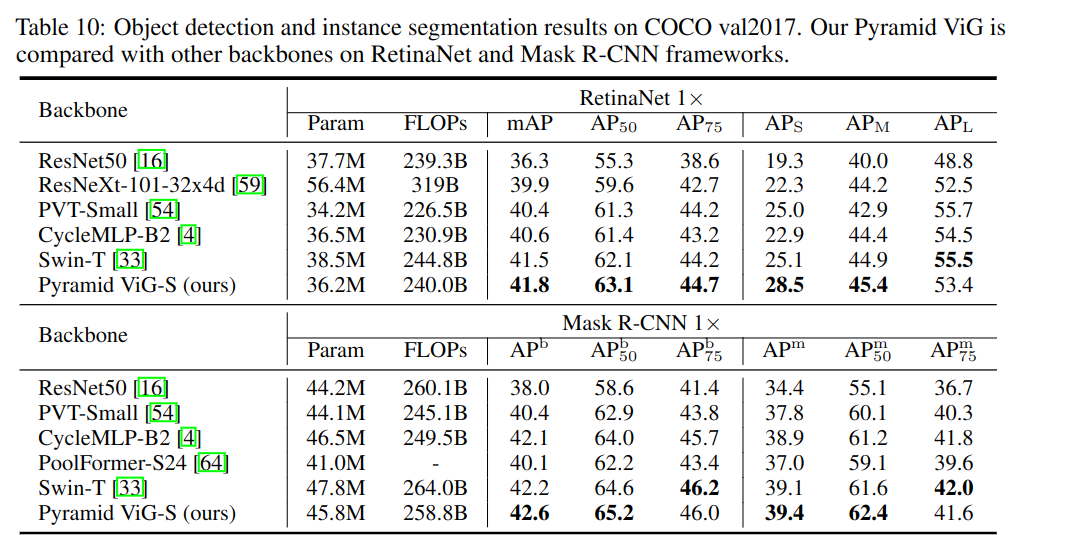 Table 10: Object detection and instance segmentation results on COCO val2017. Our Pyramid ViG is
compared with other backbones on RetinaNet and Mask R-CNN frameworks.
Backbone RetinaNet 1×
Param FLOPs mAP AP50 AP75 APS APM APL
ResNet50 [16] 37.7M 239.3B 36.3 55.3 38.6 19.3 40.0 48.8
ResNeXt-101-32x4d [59] 56.4M 319B 39.9 59.6 42.7 22.3 44.2 52.5
PVT-Small [54] 34.2M 226.5B 40.4 61.3 44.2 25.0 42.9 55.7
CycleMLP-B2 [4] 36.5M 230.9B 40.6 61.4 43.2 22.9 44.4 54.5
Swin-T [33] 38.5M 244.8B 41.5 62.1 44.2 25.1 44.9 55.5
Pyramid ViG-S (ours) 36.2M 240.0B 41.8 63.1 44.7 28.5 45.4 53.4
Backbone Mask R-CNN 1×
Param FLOPs APb APb50 APb75 APm APm50 APm75
ResNet50 [16] 44.2M 260.1B 38.0 58.6 41.4 34.4 55.1 36.7
PVT-Small [54] 44.1M 245.1B 40.4 62.9 43.8 37.8 60.1 40.3
CycleMLP-B2 [4] 46.5M 249.5B 42.1 64.0 45.7 38.9 61.2 41.8
PoolFormer-S24 [64] 41.0M - 40.1 62.2 43.4 37.0 59.1 39.6
Swin-T [33] 47.8M 264.0B 42.2 64.6 46.2 39.1 61.6 42.0
Pyramid ViG-S (ours) 45.8M 258.8B 42.6 65.2 46.0 39.4 62.4 41.6